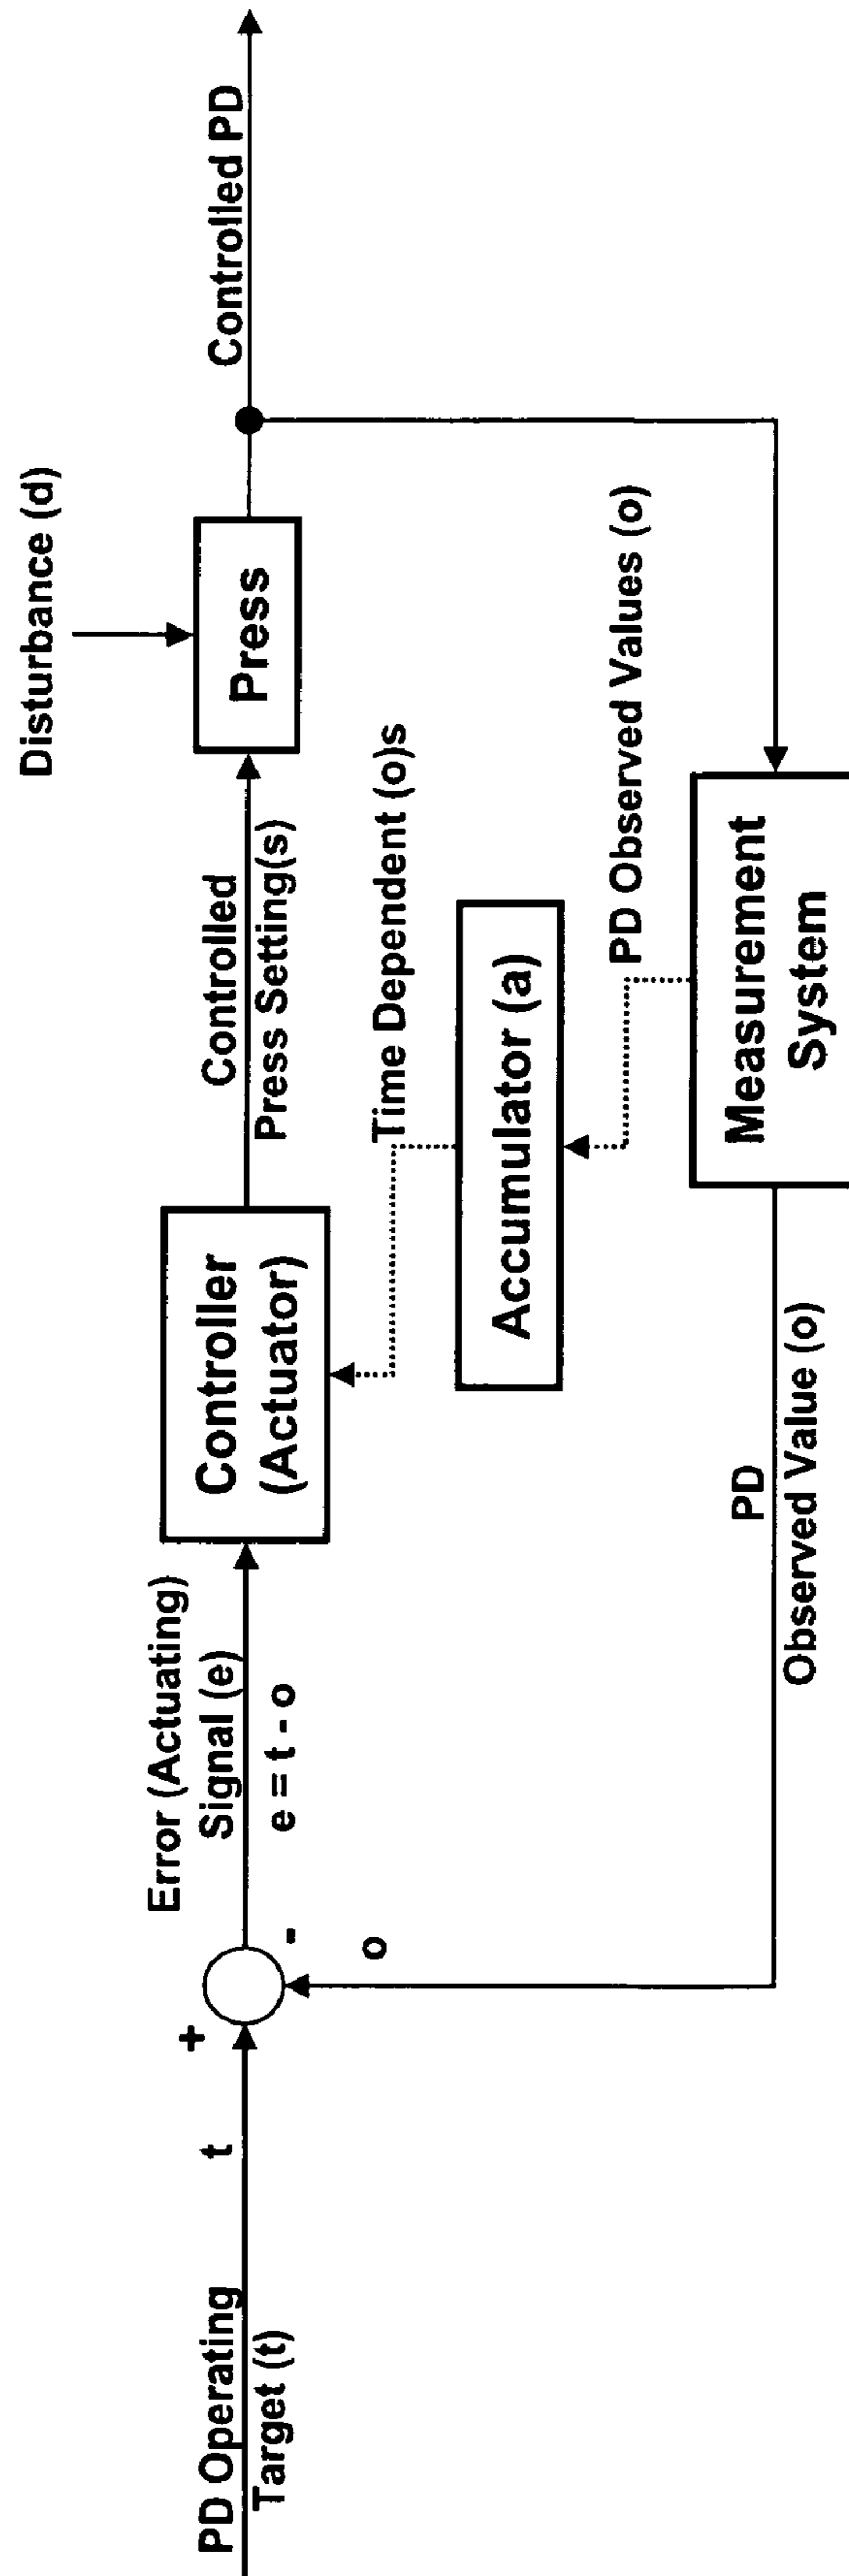 PD Operating
Target (t)
t
+
-
o
Error (Actuating)
Signal (e)
e = t - o
Controller
(Actuator)
Controlled
Press Setting(s)
Disturbance (d)
Press
Controlled PD
Time Dependent (o)s
Accumulator (a)
PD Observed Values (o)
Measurement
System
PD
Observed Value (o)